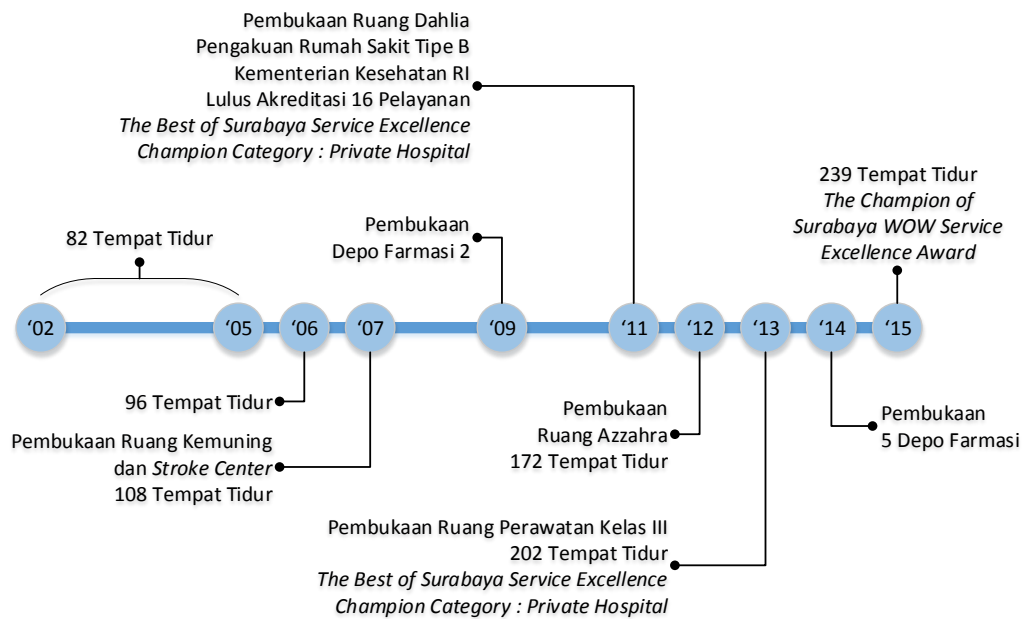 Pembukaan Ruang Dahlia
Pengakuan Rumah Sakit Tipe B
Kementerian Kesehatan RI
Lulus Akreditasi 16 Pelayanan
The Best of Surabaya Service Excellence
Champion Category : Private Hospital
239 Tempat Tidur
The Champion of
Surabaya WOW Service
Excellence Award
Pembukaan
Depo Farmasi 2
82 Tempat Tidur
‘02
‘05
‘06
‘07
‘09
‘11
‘12
‘13
‘14
‘15
96 Tempat Tidur
Pembukaan Ruang Kemuning
dan Stroke Center
108 Tempat Tidur
Pembukaan
Ruang Azzahra
172 Tempat Tidur
Pembukaan
5 Depo Farmasi
Pembukaan Ruang Perawatan Kelas III
202 Tempat Tidur
The Best of Surabaya Service Excellence
Champion Category : Private Hospital